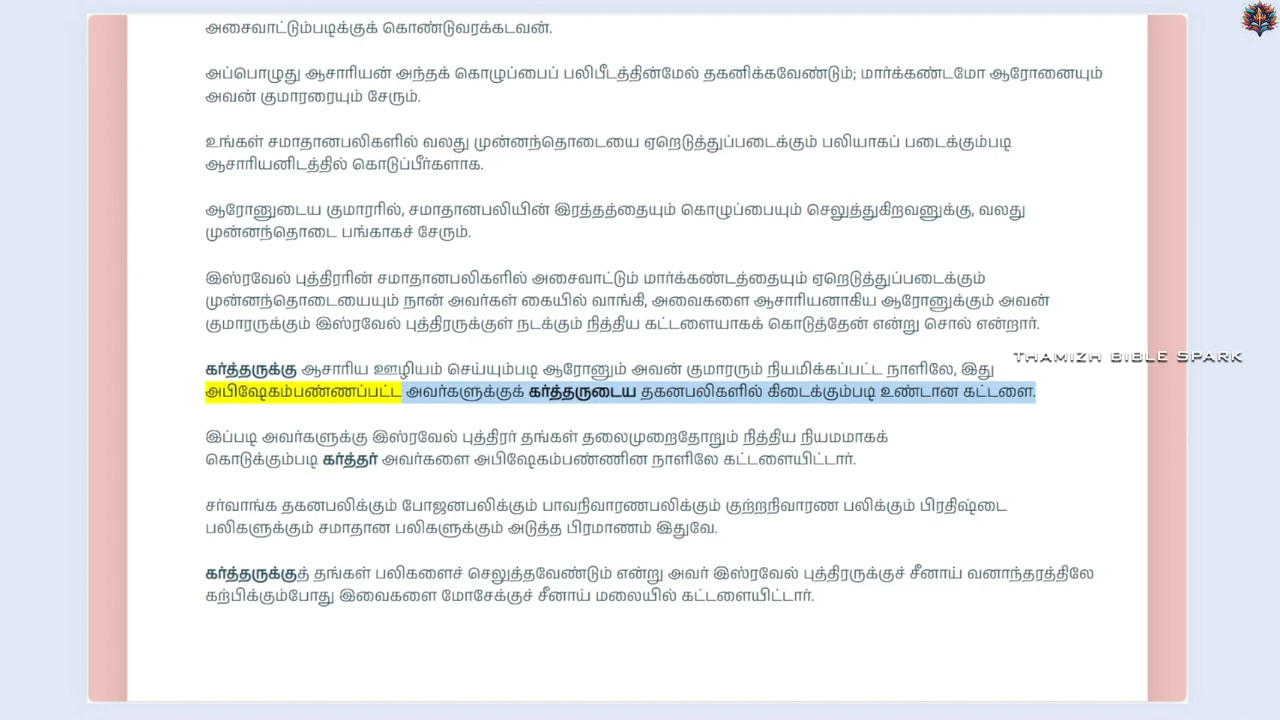 அசைவாட்டும்படிக்குக் கொண்டுவரக்கடவன்.
அப்பொழுது ஆசாரியன் அந்தக் கொழுப்பைப் பலிபீடத்தின்மேல் தகனிக்கவேண்டும்; மார்க்கண்டமோ ஆரோனையும்
அவன் குமாரரையும் சேரும்.
உங்கள் சமாதானபலிகளில் வலது முன்னந்தொடையை ஏறெடுத்துப்படைக்கும் பலியாகப் படைக்கும்படி
ஆசாரியனிடத்தில் கொடுப்பீர்களாக.
ஆரோனுடைய குமாரரில், சமாதானபலியின் இரத்தத்தையும் கொழுப்பையும் செலுத்துகிறவனுக்கு, வலது
முன்னந்தொடை பங்காகச் சேரும்.
இஸ்ரவேல் புத்திரரின் சமாதானபலிகளில் அசைவாட்டும் மார்க்கண்டத்தையும் ஏறெடுத்துப்படைக்கும்
முன்னந்தொடையையும் நான் அவர்கள் கையில் வாங்கி, அவைகளை ஆசாரியனாகிய ஆரோனுக்கும் அவன்
குமாரருக்கும் இஸ்ரவேல் புத்திரருக்குள் நடக்கும் நித்திய கட்டளையாகக் கொடுத்தேன் என்று சொல் என்றார்.
THAMIZH BIBLE SPARK
கர்த்தருக்கு ஆசாரிய ஊழியம் செய்யும்படி ஆரோனும் அவன் குமாரரும் நியமிக்கப்பட்ட நாளிலே, இது
அபிஷேகம்பண்ணப்பட்ட அவர்களுக்குக் கர்த்தருடைய தகனபலிகளில் கிடைக்கும்படி உண்டான கட்டளை.
இப்படி அவர்களுக்கு இஸ்ரவேல் புத்திரர் தங்கள் தலைமுறைதோறும் நித்திய நியமமாகக்
கொடுக்கும்படி கர்த்தர் அவர்களை அபிஷேகம்பண்ணின நாளிலே கட்டளையிட்டார்.
சர்வாங்க தகனபலிக்கும் போஜனபலிக்கும் பாவநிவாரணபலிக்கும் குற்றநிவாரண பலிக்கும் பிரதிஷ்டை
பலிகளுக்கும் சமாதான பலிகளுக்கும் அடுத்த பிரமாணம் இதுவே.
கர்த்தருக்குத் தங்கள் பலிகளைச் செலுத்தவேண்டும் என்று அவர் இஸ்ரவேல் புத்திரருக்குச் சீனாய் வனாந்தரத்திலே
கற்பிக்கும்போது இவைகளை மோசேக்குச் சீனாய் மலையில் கட்டளையிட்டார்.